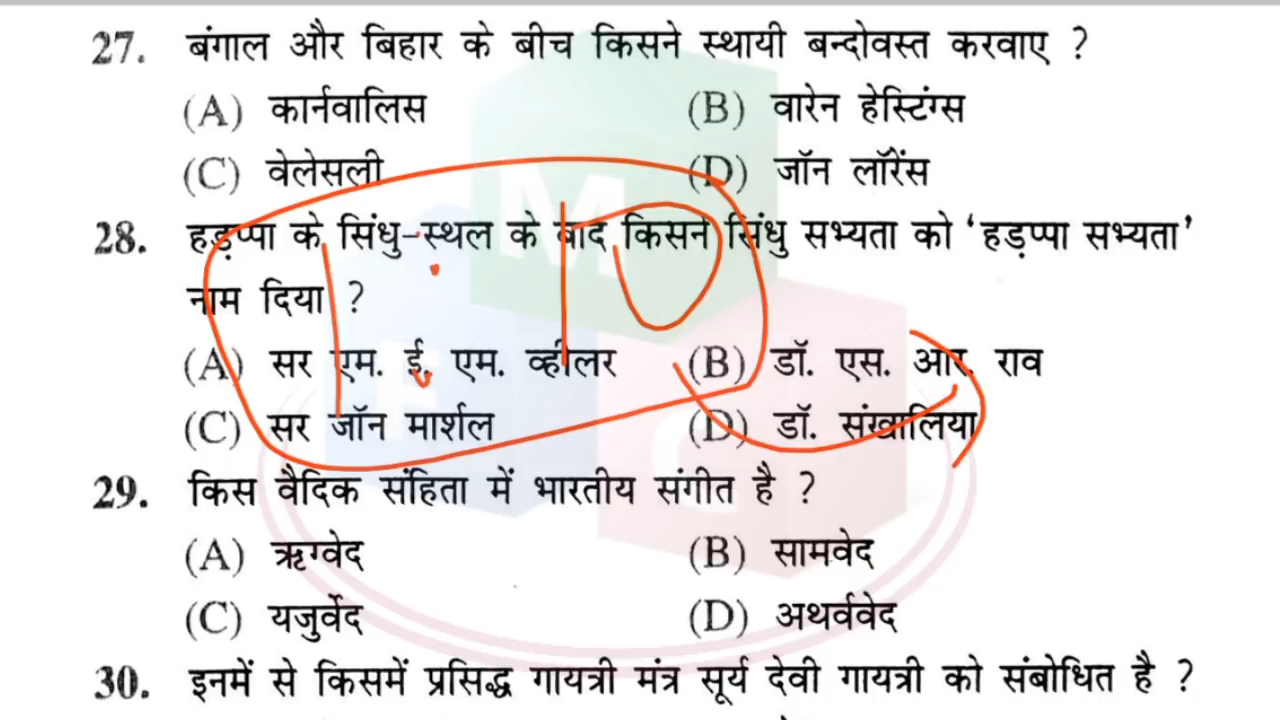 27. बंगाल और बिहार के बीच किसने स्थायी बन्दोवस्त करवाए ?
(A) कार्नवालिस (B) वारेन हेस्टिंग्स
(C) वेलेसली (D) जॉन लॉरेंस
28. हड़प्पा के सिंधु-स्थल के बाद किसने सिंधु सभ्यता को ‘हड़प्पा सभ्यता’
नाम दिया ?
(A) सर एम. ई. एम. व्हीलर (B) डॉ. एस. आर. राव
(C) सर जॉन मार्शल (D) डॉ. संखालिया
29. किस वैदिक संहिता में भारतीय संगीत है ?
(A) ऋग्वेद (B) सामवेद
(C) यजुर्वेद (D) अथर्ववेद
30. इनमें से किसमें प्रसिद्ध गायत्री मंत्र सूर्य देवी गायत्री को संबोधित है ?